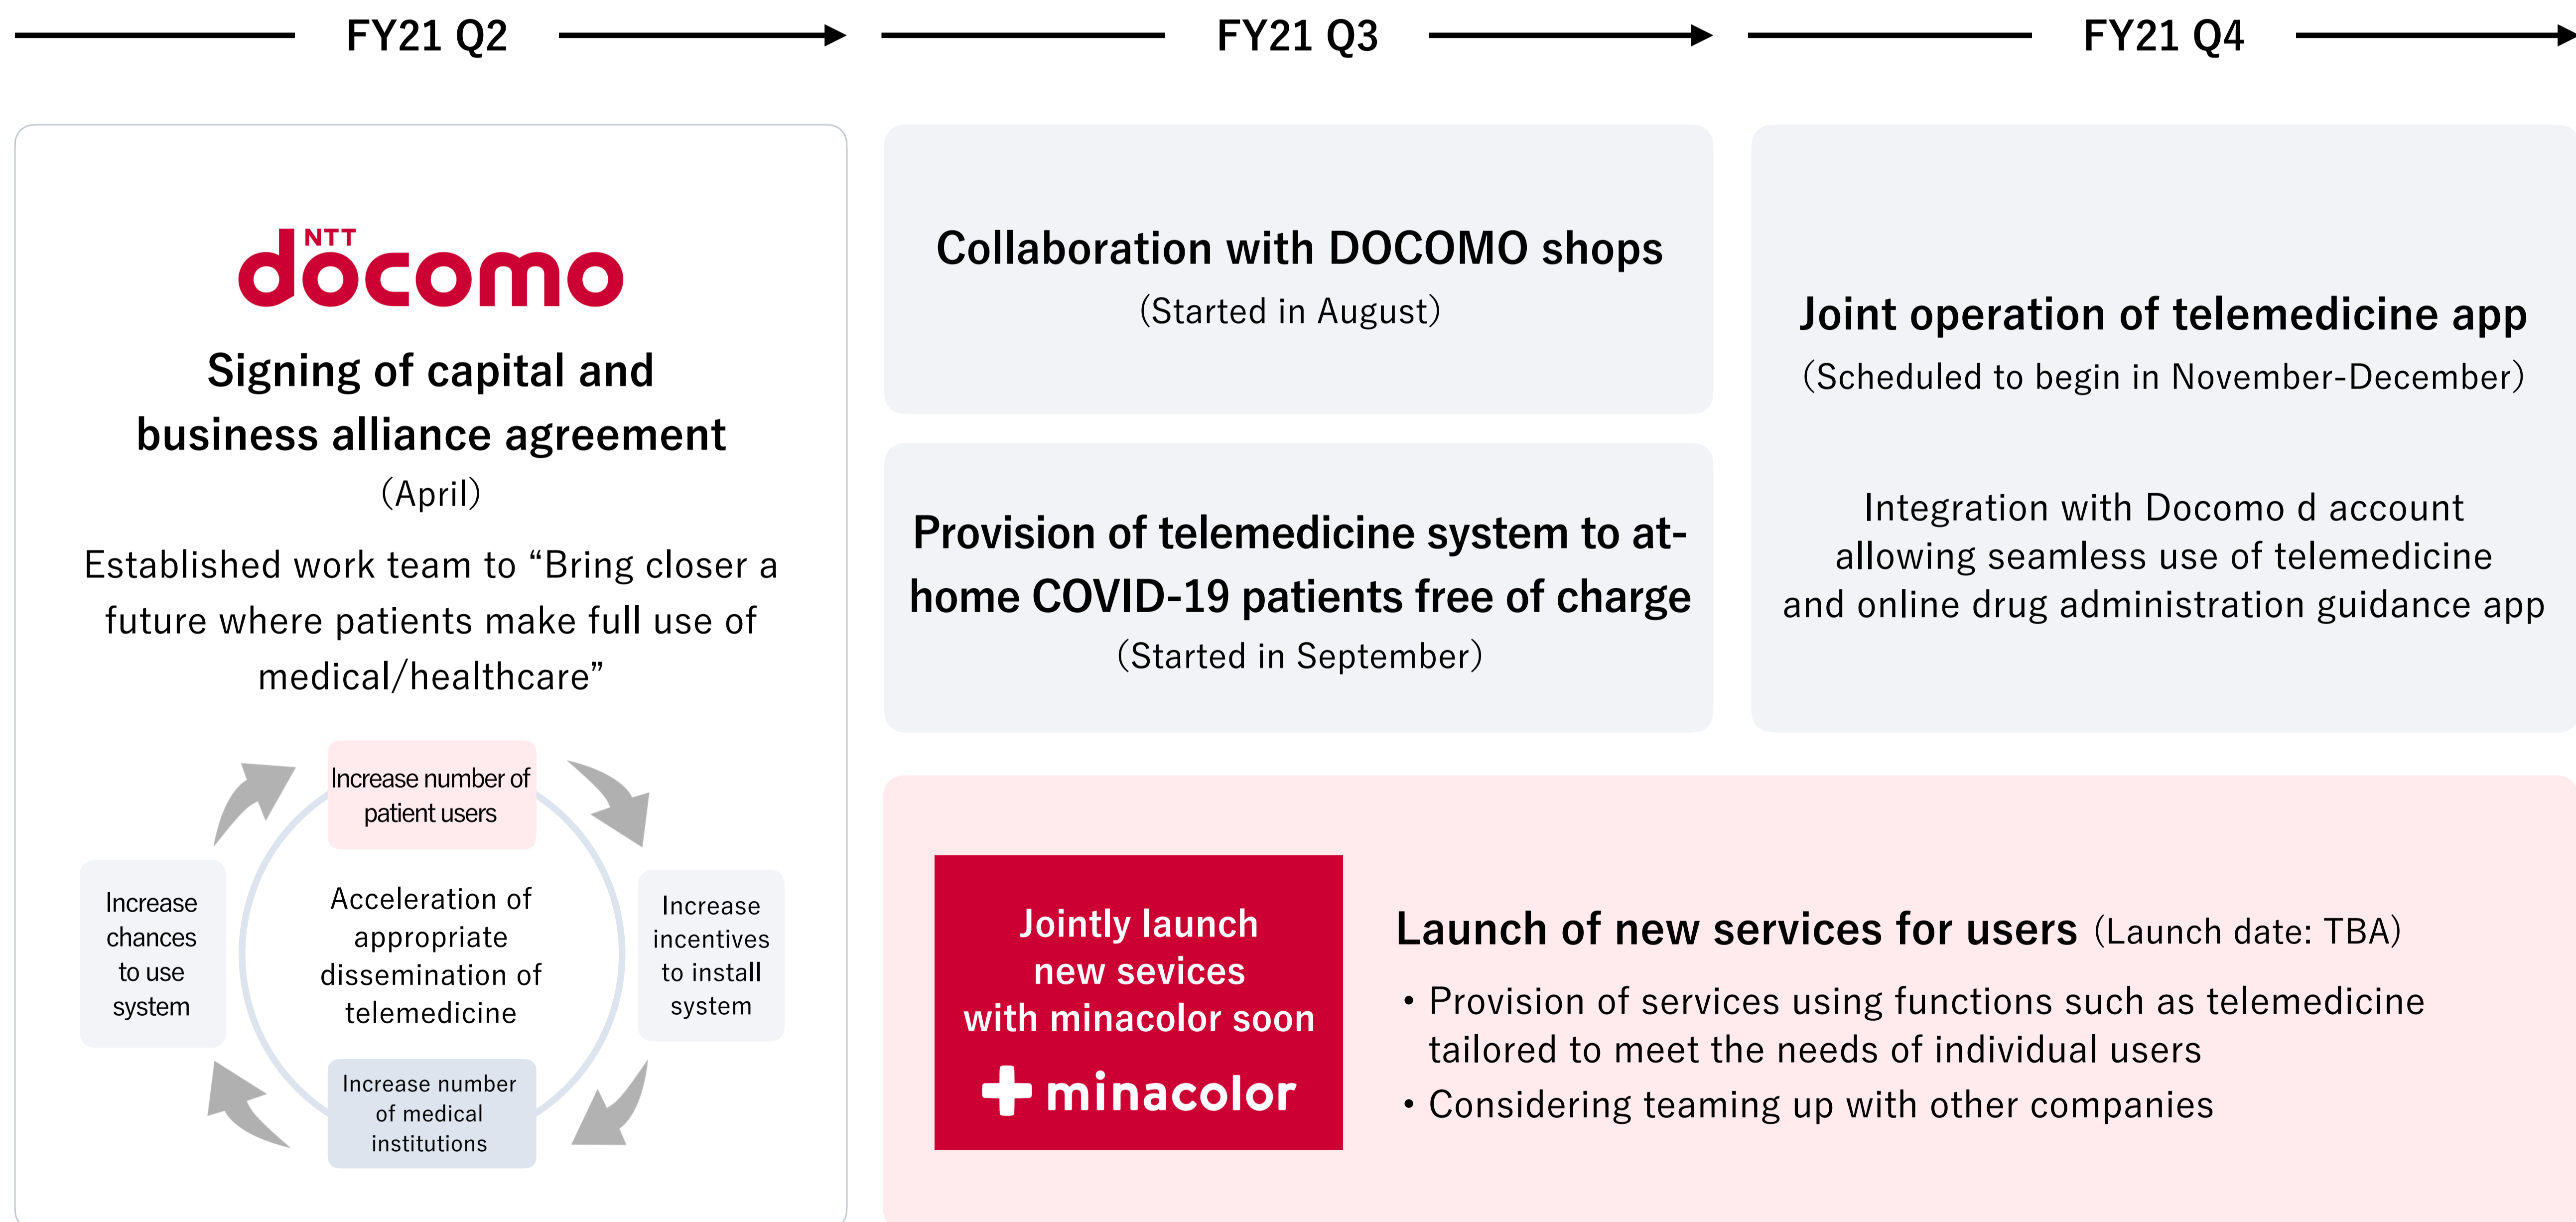 FY21 Q2
FY21 Q3
FY21 Q4
NTT
docomo
Signing of capital and
business alliance agreement
(April)
Established work team to “Bring closer a
future where patients make full use of
medical/healthcare”
Increase number of
patient users
Increase
incentives
to install
system
Increase number
of medical
institutions
Increase
chances
to use
system
Acceleration of
appropriate
dissemination of
telemedicine
Collaboration with DOCOMO shops
(Started in August)
Provision of telemedicine system to at-
home COVID-19 patients free of charge
(Started in September)
Joint operation of telemedicine app
(Scheduled to begin in November-December)
Integration with Docomo d account
allowing seamless use of telemedicine
and online drug administration guidance app
Jointly launch
new sevices
with minacolor soon
minacolor
Launch of new services for users (Launch date: TBA)
• Provision of services using functions such as telemedicine
tailored to meet the needs of individual users
• Considering teaming up with other companies